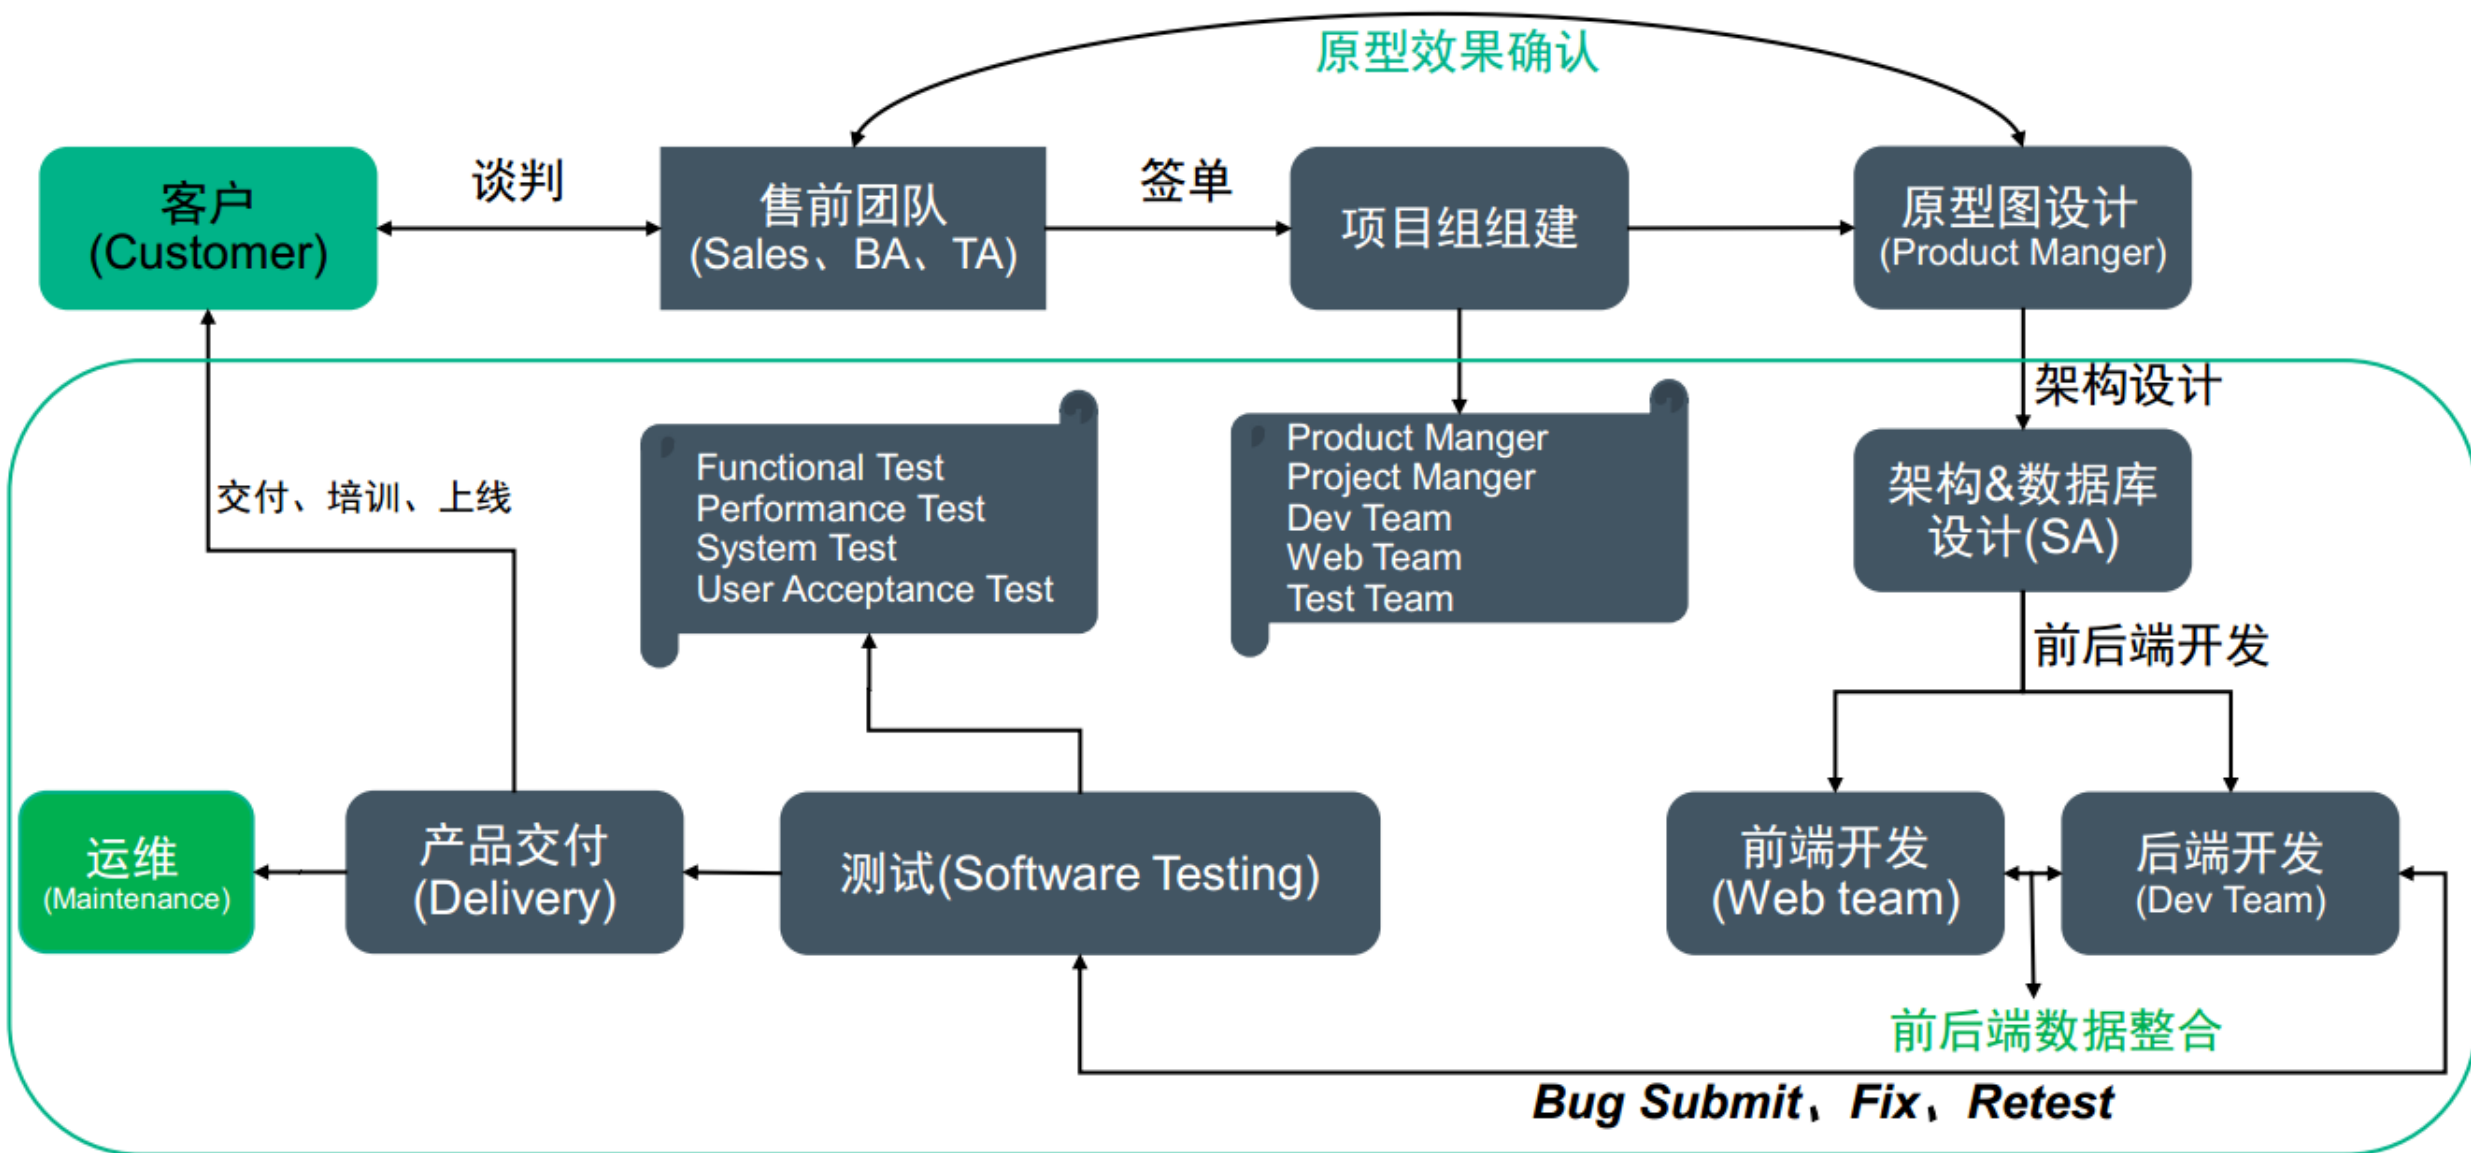 原型效果确认
客户
(Customer)
谈判
售前团队
(Sales、BA、TA)
签单
项目组组建
原型图设计
(Product Manger)
架构设计
Functional Test
Performance Test
System Test
User Acceptance Test
Product Manger
Project Manger
Dev Team
Web Team
Test Team
架构&数据库
设计(SA)
交付、培训、上线
前后端开发
运维
(Maintenance)
产品交付
(Delivery)
测试(Software Testing)
前端开发
(Web team)
后端开发
(Dev Team)
前后端数据整合
Bug Submit、Fix、Retest